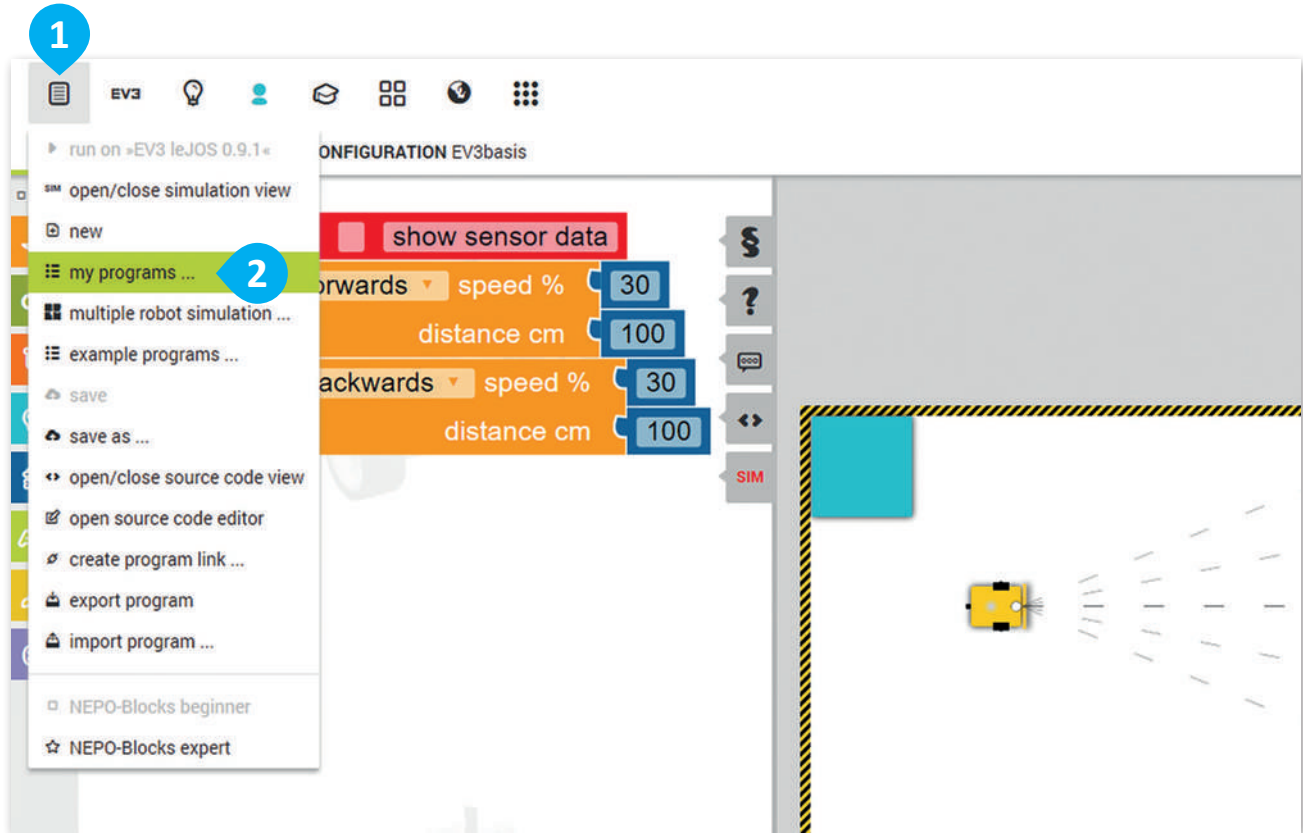 1
EV3
run on »EV3 leJOS 0.9.1«
ONFIGURATION EV3basis
SIM open/close simulation view
new
my programs ... 2
multiple robot simulation ...
example programs ...
save
save as ...
open/close source code view
open source code editor
create program link ...
export program
import program ...
NEPO-Blocks beginner
NEPO-Blocks expert
show sensor data
orwards speed % 30
distance cm 100
ackwards speed % 30
distance cm 100
§
?
SIM